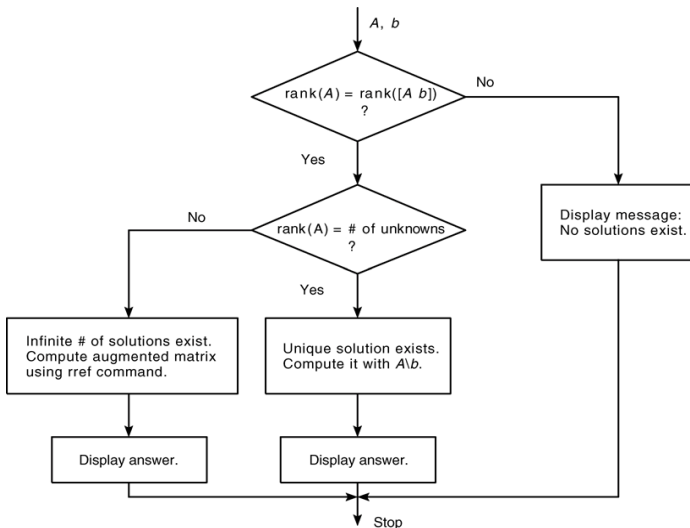 A, b
rank(A) = rank([A b])
?
No
Yes
rank(A) = # of unknowns
?
No
Display message:
No solutions exist.
Yes
Infinite # of solutions exist.
Compute augmented matrix
using rref command.
Unique solution exists.
Compute it with A\b.
Display answer.
Display answer.
Stop